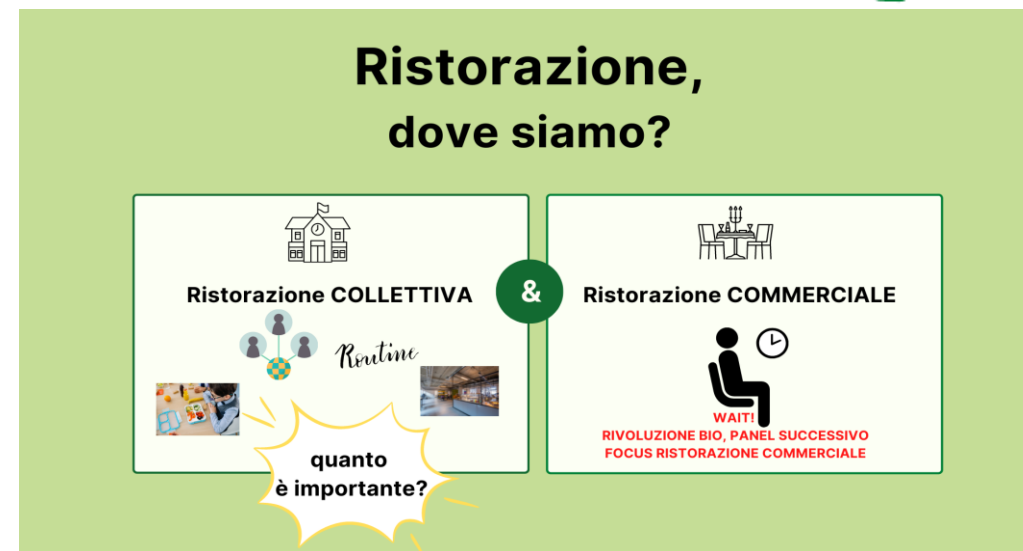 Ristorazione,
dove siamo?
Ristorazione COLLETTIVA
&
Ristorazione COMMERCIALE
Routine
quanto
è importante?
WAIT!
RIVOLUZIONE BIO, PANEL SUCCESSIVO
FOCUS RISTORAZIONE COMMERCIALE